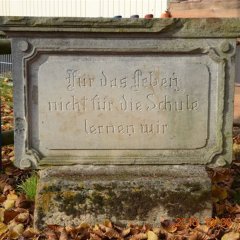 Für das Leben
nicht für die Schule
lernen wir